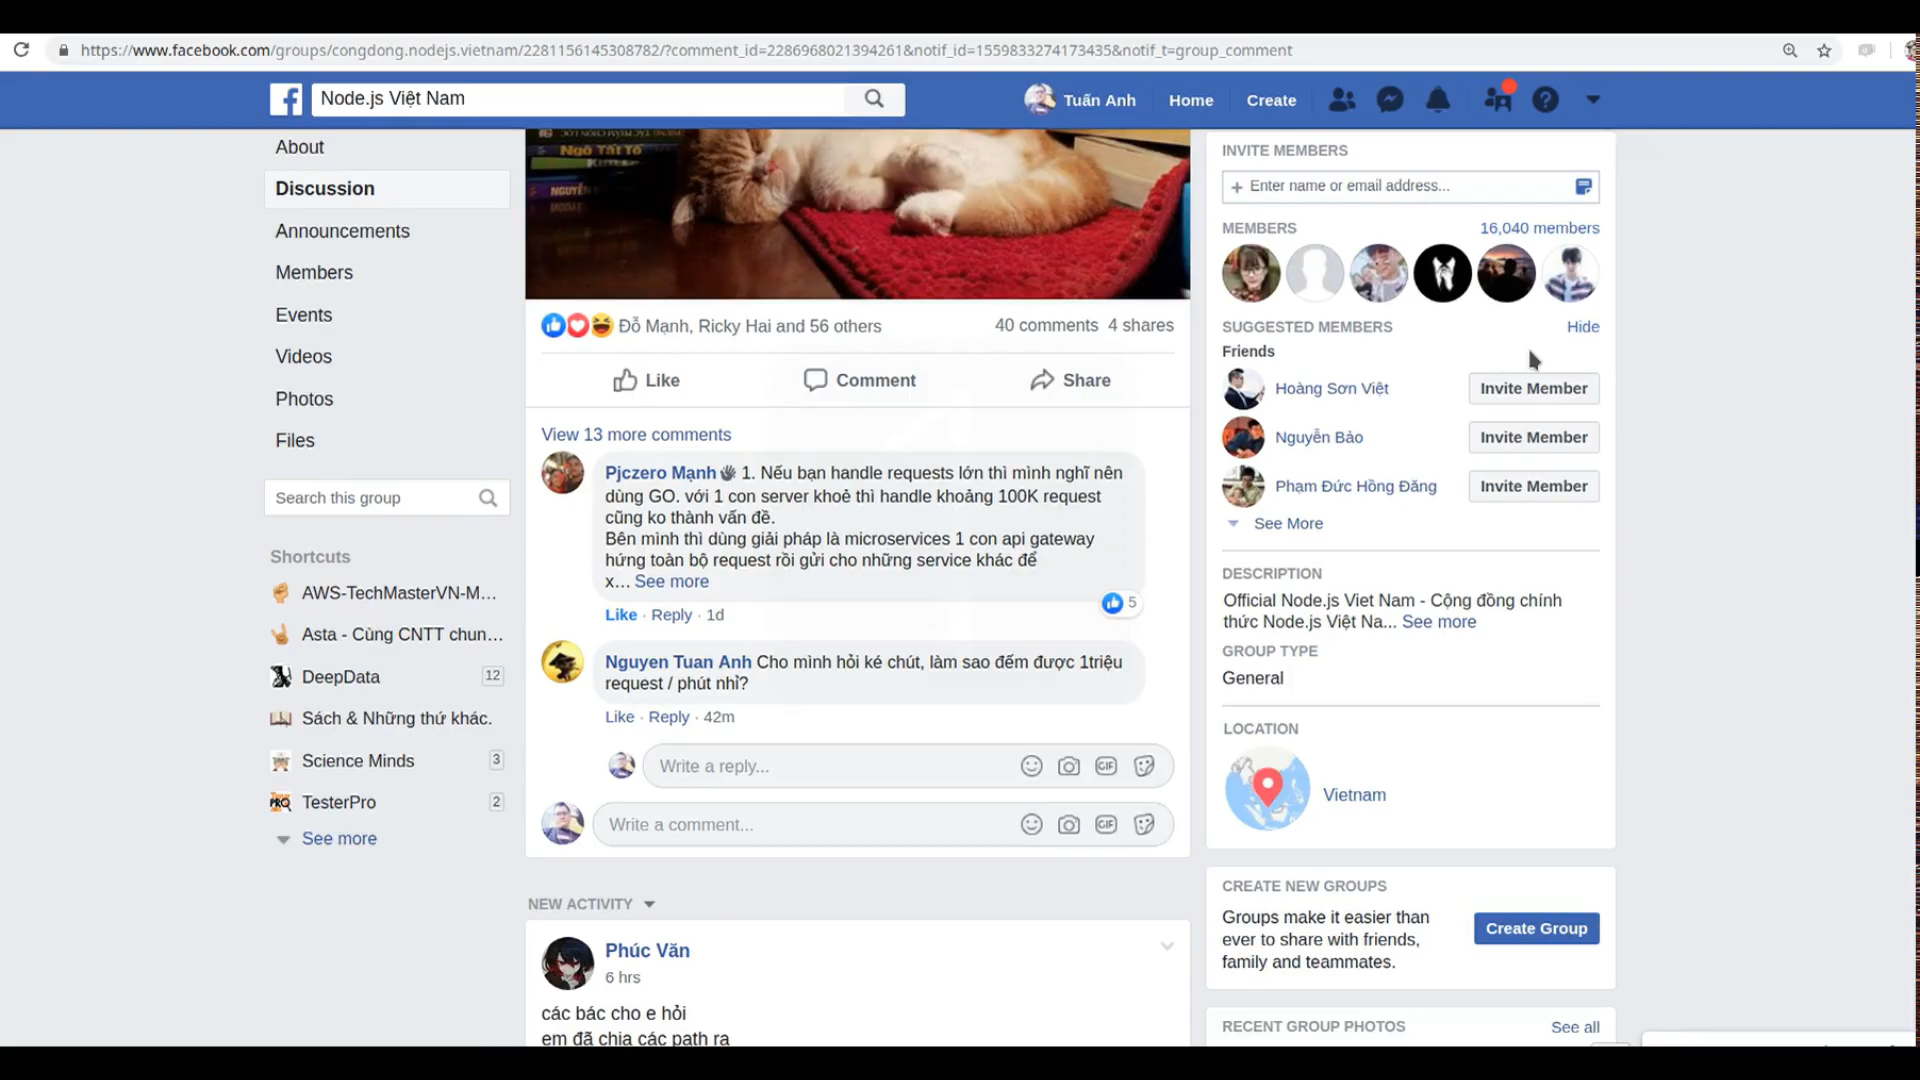 https://www.facebook.com/groups/congdong.nodejs.vietnam/2281156145308782/?comment_id=2286968021394261&notif_id=1559833274173435&notif_t=group_comment
Node.js Việt Nam
Tuấn Anh
Home
Create
About
Discussion
Announcements
Members
Events
Videos
Photos
Files
Search this group
Shortcuts
AWS-TechMasterVN-M...
Asta - Cùng CNTT chun...
DeepData 12
Sách & Những thứ khác.
Science Minds 3
TesterPro 2
See more
Ngô Tất Tố
NGUYỄN
Đỗ Mạnh, Ricky Hai and 56 others
40 comments 4 shares
Like
Comment
Share
View 13 more comments
Pjczero Mạnh 1. Nếu bạn handle requests lớn thì mình nghĩ nên
dùng GO. với 1 con server khoẻ thì handle khoảng 100K request
cũng ko thành vấn đề.
Bên mình thì dùng giải pháp là microservices 1 con api gateway
hứng toàn bộ request rồi gửi cho những service khác để
x... See more
5
Like · Reply · 1d
Nguyen Tuan Anh Cho mình hỏi ké chút, làm sao đếm được 1triệu
request / phút nhỉ?
Like · Reply · 42m
Write a reply...
GIF
Write a comment...
GIF
NEW ACTIVITY
Phúc Văn
6 hrs
các bác cho e hỏi
em đã chia các path ra
INVITE MEMBERS
+ Enter name or email address...
MEMBERS
16,040 members
SUGGESTED MEMBERS
Hide
Friends
Hoàng Sơn Việt
Invite Member
Nguyễn Bảo
Invite Member
Phạm Đức Hồng Đăng
Invite Member
See More
DESCRIPTION
Official Node.js Viet Nam - Cộng đồng chính
thức Node.js Việt Na... See more
GROUP TYPE
General
LOCATION
Vietnam
CREATE NEW GROUPS
Groups make it easier than
ever to share with friends,
family and teammates.
Create Group
RECENT GROUP PHOTOS
See all